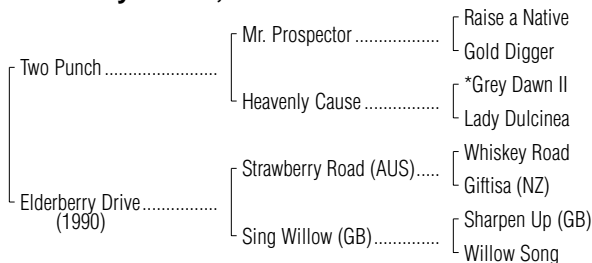 Raise a Native
Mr. Prospector ..................
Gold Digger
Two Punch ........................
*Grey Dawn II
Heavenly Cause ................
Lady Dulcinea
Whiskey Road
Strawberry Road (AUS).....
Giftisa (NZ)
Elderberry Drive................
(1990)
Sharpen Up (GB)
Sing Willow (GB)..............
Willow Song